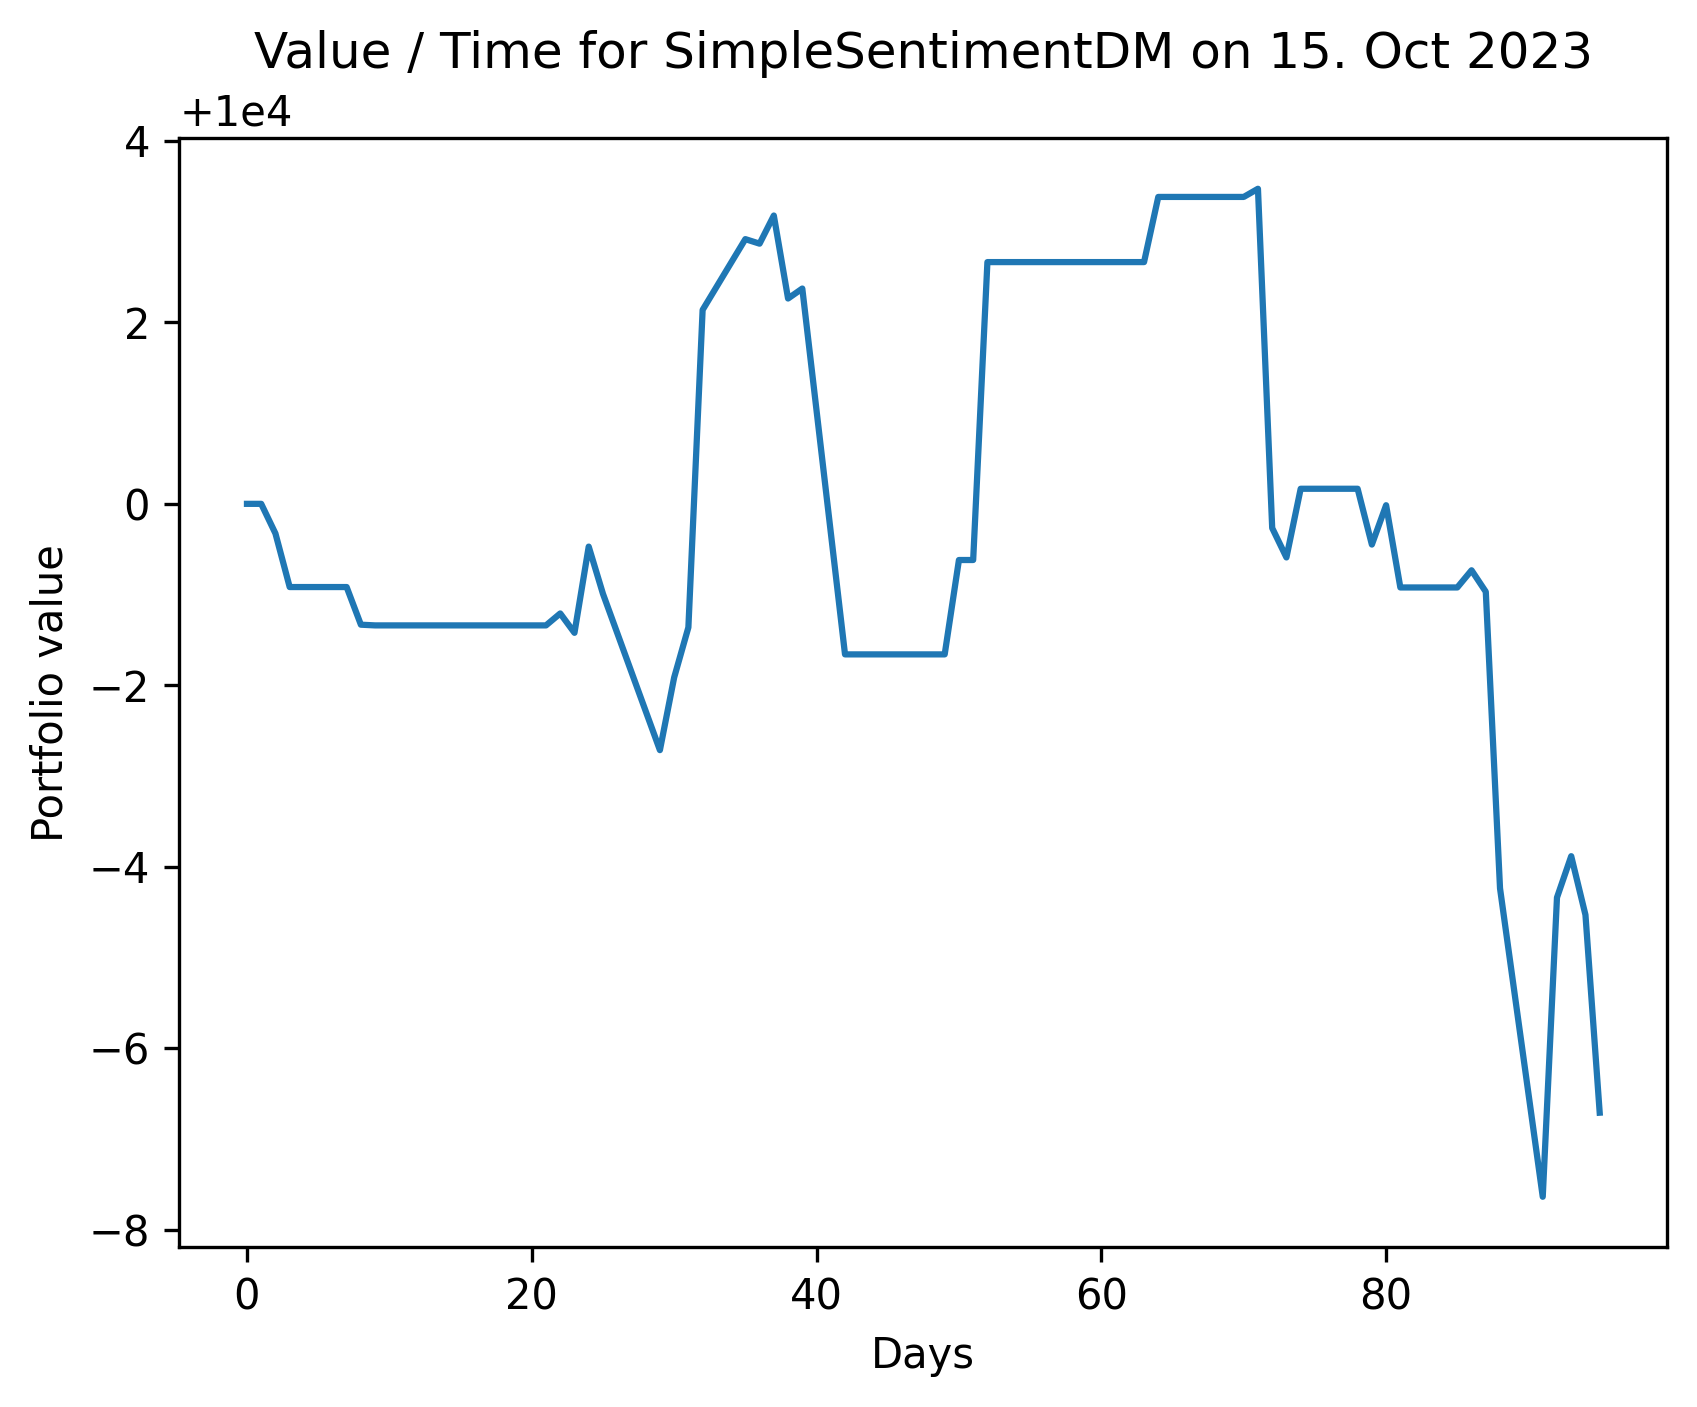 Value / Time for SimpleSentimentDM on 15. Oct 2023
+1e4
4
2
0
−2
−4
−6
−8
Portfolio value
0 20 40 60 80
Days